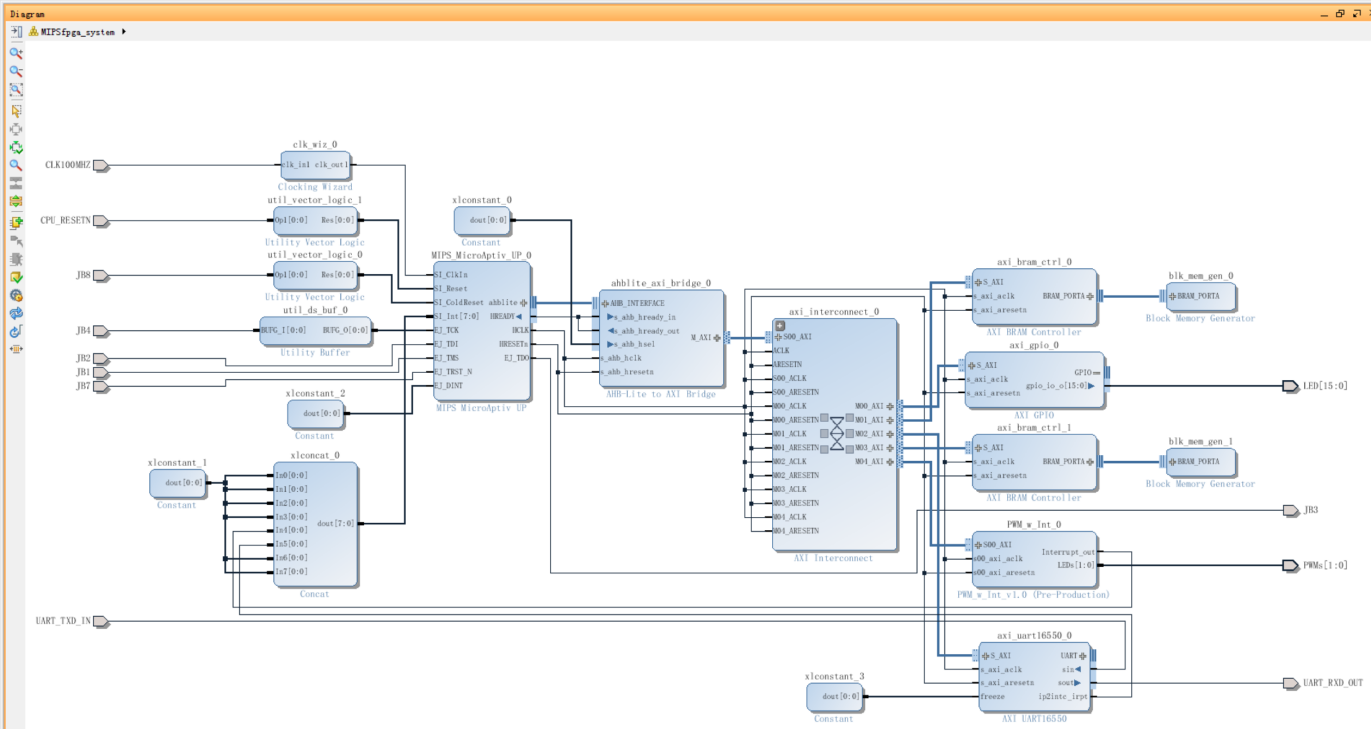 Diagram
MIPSfpga_system
clk_wiz_0
CLK100MHZ
clk_in1 clk_out1
Clocking Wizard
util_vector_logic_1
CPU_RESETN
Op1[0:0] Res[0:0]
Utility Vector Logic
util_vector_logic_0
JB8
Op1[0:0] Res[0:0]
Utility Vector Logic
util_ds_buf_0
JB4
BUFG_I[0:0] BUFG_O[0:0]
Utility Buffer
JB2
JB1
JB7
xlconstant_2
dout[0:0]
Constant
xlconstant_1
dout[0:0]
Constant
xlconcat_0
In0[0:0]
In1[0:0]
In2[0:0]
In3[0:0]
In4[0:0]
In5[0:0]
In6[0:0]
In7[0:0]
dout[7:0]
Concat
UART_TXD_IN
xlconstant_0
dout[0:0]
Constant
MIPS_MicroAptiv_UP_0
SI_ClkIn
SI_Reset
SI_ColdReset ahblite
SI_Int[7:0] HREADY
EJ_TCK HCLK
EJ_TDI HRESETn
EJ_TMS EJ_TDO
EJ_TRST_N
EJ_DINT
MIPS MicroAptiv UP
ahblite_axi_bridge_0
AHB_INTERFACE
s_ahb_hready_in
s_ahb_hready_out
s_ahb_hsel
s_ahb_hclk
s_ahb_hresetn
M_AXI
AHB-Lite to AXI Bridge
axi_interconnect_0
S00_AXI
ACLK
ARESETN
S00_ACLK
S00_ARESETN
M00_ACLK M00_AXI
M00_ARESETN M01_AXI
M01_ACLK M02_AXI
M01_ARESETN M03_AXI
M02_ACLK M04_AXI
M02_ARESETN
M03_ACLK
M03_ARESETN
M04_ACLK
M04_ARESETN
AXI Interconnect
axi_bram_ctrl_0
S_AXI
s_axi_aclk BRAM_PORTA
s_axi_aresetn
AXI BRAM Controller
blk_mem_gen_0
BRAM_PORTA
Block Memory Generator
axi_gpio_0
S_AXI
GPIO
s_axi_aclk
gpio_io_o[15:0]
s_axi_aresetn
AXI GPIO
LED[15:0]
axi_bram_ctrl_1
S_AXI
s_axi_aclk BRAM_PORTA
s_axi_aresetn
AXI BRAM Controller
blk_mem_gen_1
BRAM_PORTA
Block Memory Generator
JB3
PWM_w_Int_0
S00_AXI
Interrupt_out
s00_axi_aclk
LEDs[1:0]
s00_axi_aresetn
PWM_w_Int_v1.0 (Pre-Production)
PWMs[1:0]
axi_uart16550_0
S_AXI UART
s_axi_aclk sin
s_axi_aresetn sout
freeze ip2intc_irpt
AXI UART16550
UART_RXD_OUT
xlconstant_3
dout[0:0]
Constant